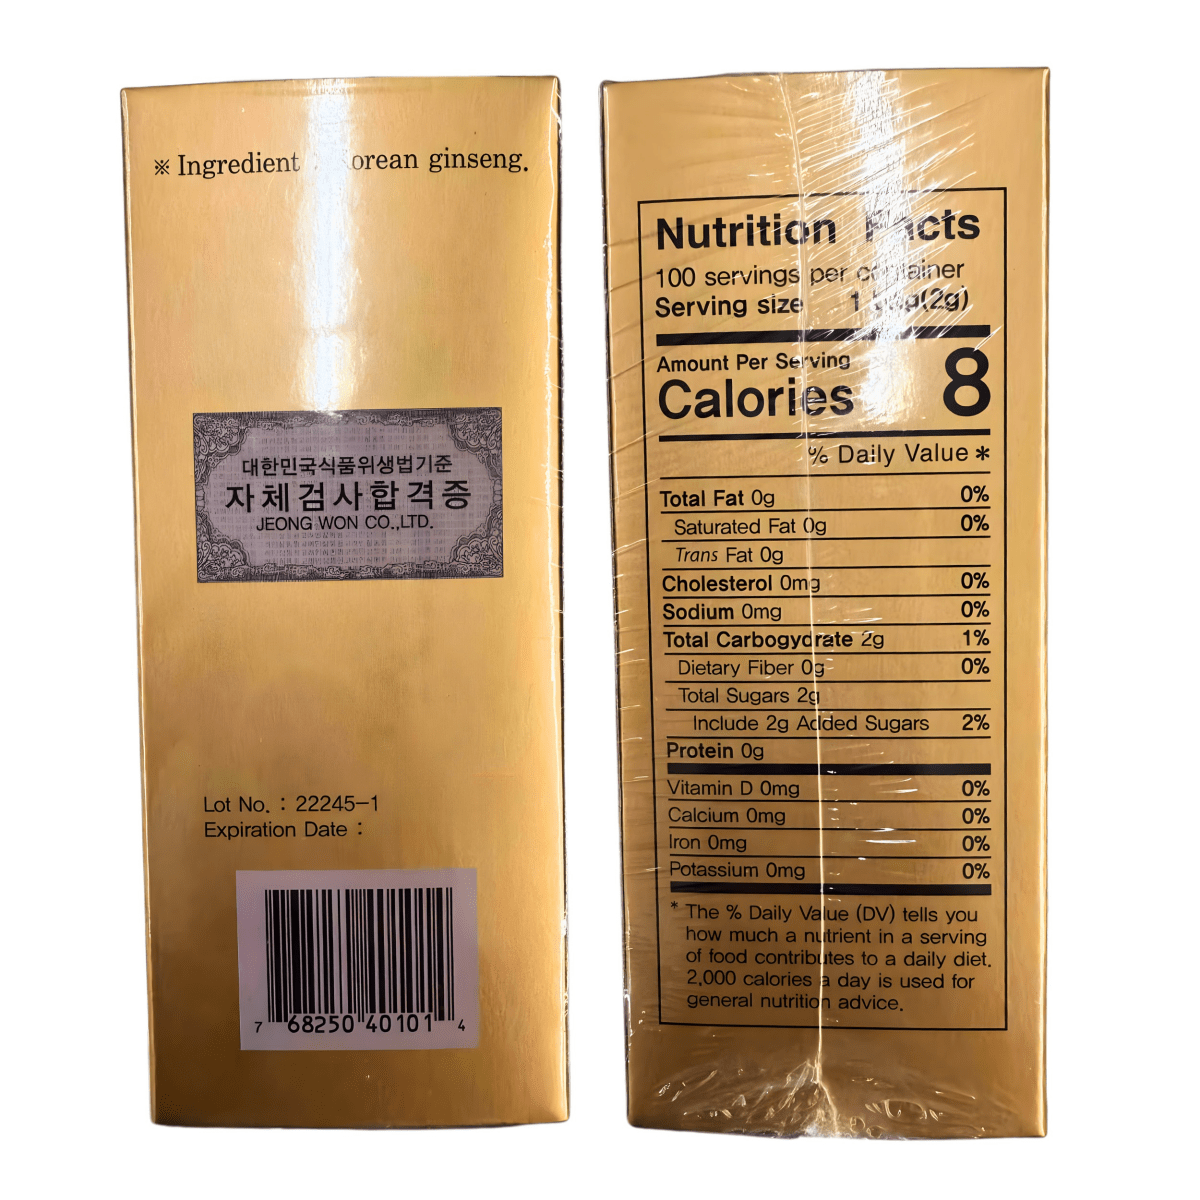 ※ Ingredient : Korean ginseng.
대한민국식품위생법기준
자체검사합격증
JEONG WON CO.,LTD.
Lot No. : 22245-1
Expiration Date :
7 68250 40101 4
Nutrition Facts
100 servings per container
Serving size 1 (2g)
Amount Per Serving
Calories 8
% Daily Value *
Total Fat 0g 0%
Saturated Fat 0g 0%
Trans Fat 0g
Cholesterol 0mg 0%
Sodium 0mg 0%
Total Carbogydrate 2g 1%
Dietary Fiber 0g 0%
Total Sugars 2g
Include 2g Added Sugars 2%
Protein 0g
Vitamin D 0mg 0%
Calcium 0mg 0%
Iron 0mg 0%
Potassium 0mg 0%
* The % Daily Value (DV) tells you
how much a nutrient in a serving
of food contributes to a daily diet.
2,000 calories a day is used for
general nutrition advice.